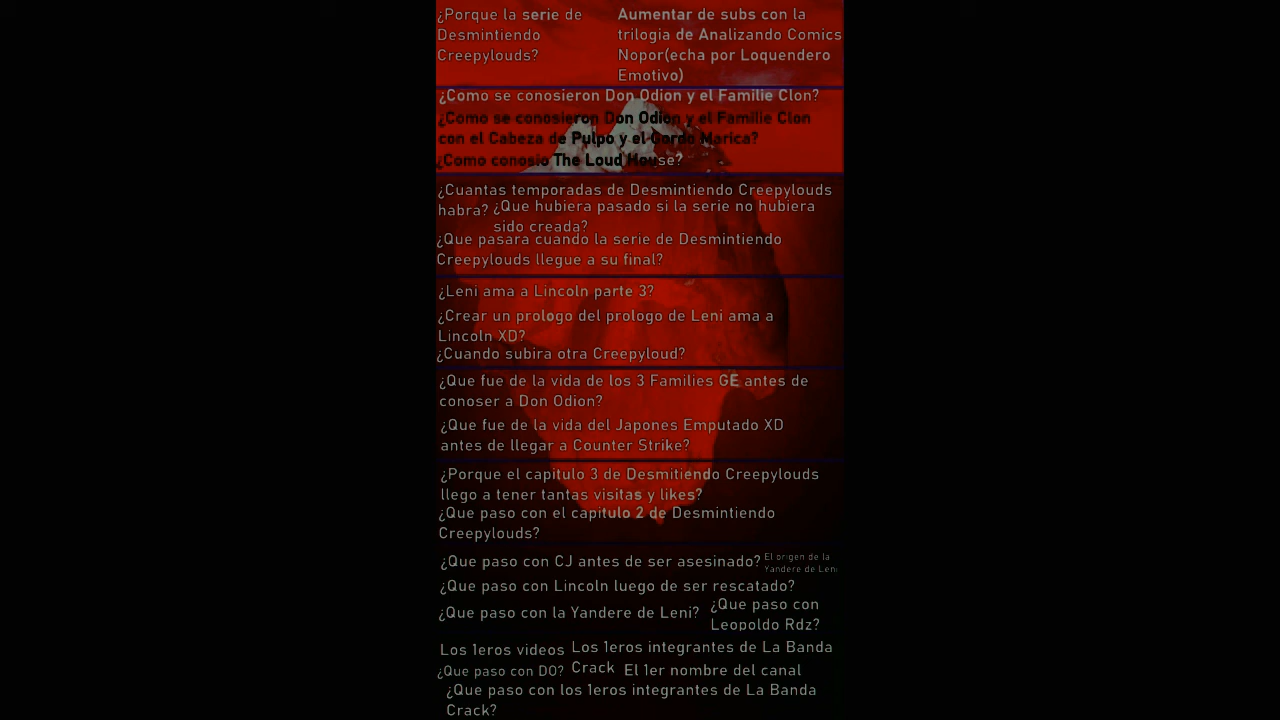 ¿Porque la serie de
Desmintiendo
Creepylouds?
Aumentar de subs con la
trilogia de Analizando Comics
Nopor(echa por Loquendero
Emotivo)
¿Como se conosieron Don Odion y el Familie Clon?
¿Como se conosieron Don Odion y el Familie Clon
con el Cabeza de Pulpo y el Gordo Marica?
¿Como conosio The Loud House?
¿Cuantas temporadas de Desmintiendo Creepylouds
habra?
¿Que hubiera pasado si la serie no hubiera
sido creada?
¿Que pasara cuando la serie de Desmintiendo
Creepylouds llegue a su final?
¿Leni ama a Lincoln parte 3?
¿Crear un prologo del prologo de Leni ama a
Lincoln XD?
¿Cuando subira otra Creepyloud?
¿Que fue de la vida de los 3 Families GE antes de
conoser a Don Odion?
¿Que fue de la vida del Japones Emputado XD
antes de llegar a Counter Strike?
¿Porque el capitulo 3 de Desmitiendo Creepylouds
llego a tener tantas visitas y likes?
¿Que paso con el capitulo 2 de Desmintiendo
Creepylouds?
¿Que paso con CJ antes de ser asesinado?
El origen de la
Yandere de Leni
¿Que paso con Lincoln luego de ser rescatado?
¿Que paso con la Yandere de Leni?
¿Que paso con
Leopoldo Rdz?
Los 1eros videos
Los 1eros integrantes de La Banda
Crack
¿Que paso con DO?
El 1er nombre del canal
¿Que paso con los 1eros integrantes de La Banda
Crack?